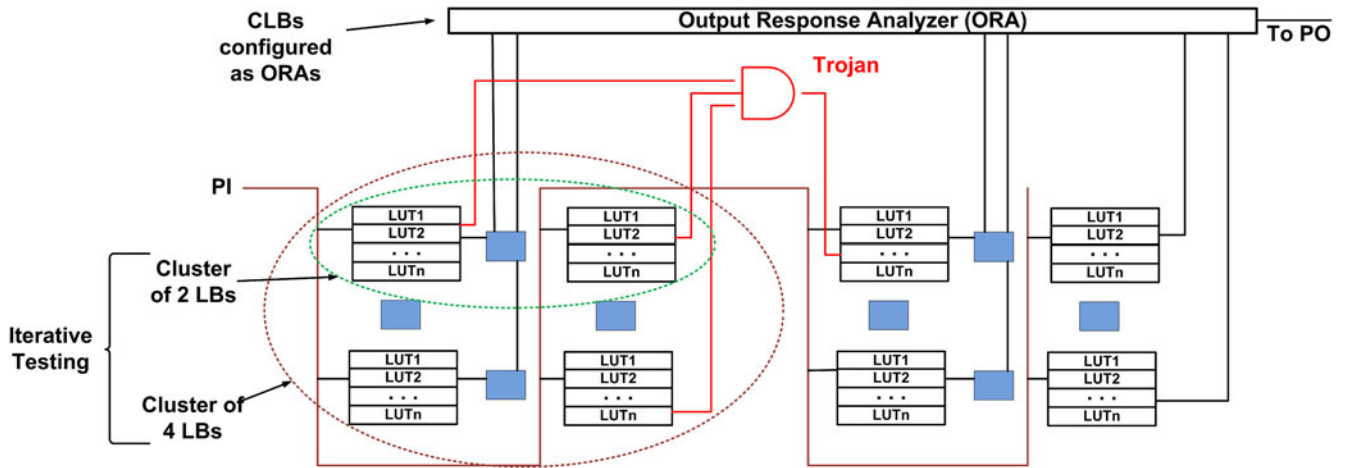 CLBs
configured
as ORAs
Output Response Analyzer (ORA)
To PO
Trojan
PI
LUT1
LUT2
. . .
LUTn
LUT1
LUT2
. . .
LUTn
LUT1
LUT2
. . .
LUTn
LUT1
LUT2
. . .
LUTn
Cluster
of 2 LBs
Iterative
Testing
Cluster of
4 LBs
LUT1
LUT2
. . .
LUTn
LUT1
LUT2
. . .
LUTn
LUT1
LUT2
. . .
LUTn
LUT1
LUT2
. . .
LUTn